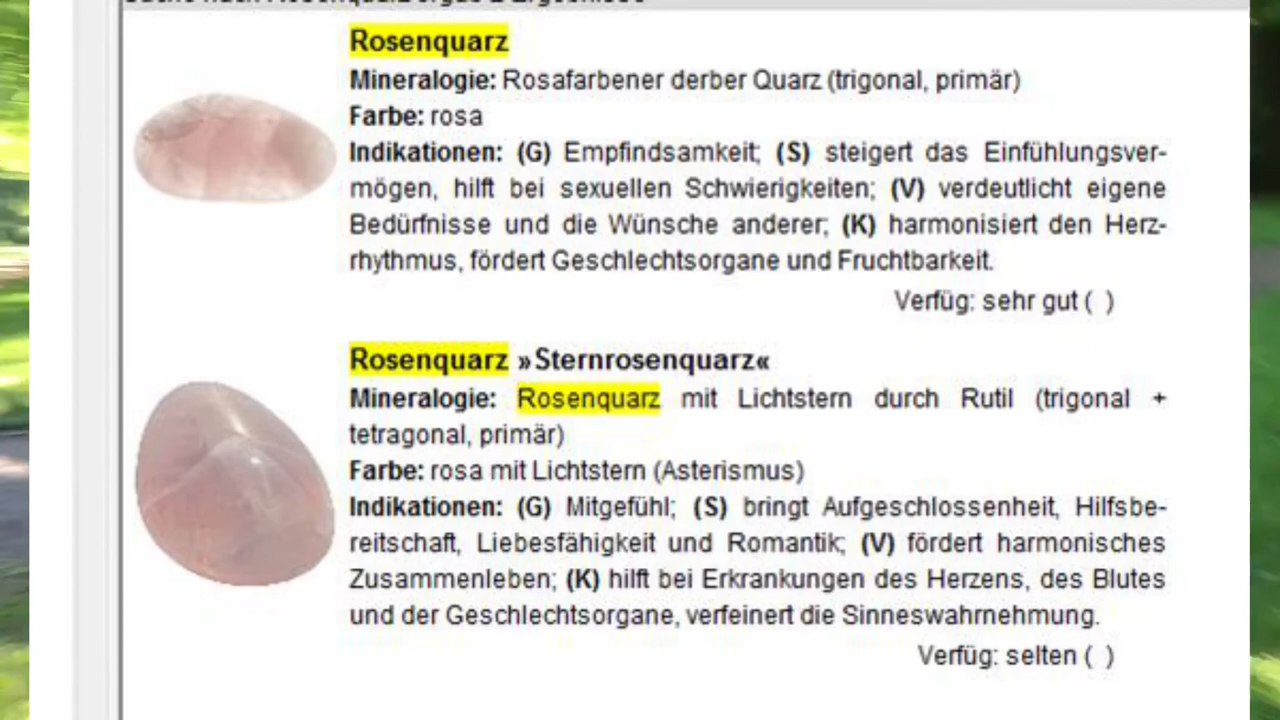 Rosenquarz
Mineralogie: Rosafarbener derber Quarz (trigonal, primär)
Farbe: rosa
Indikationen: (G) Empfindsamkeit; (S) steigert das Einfühlungsver-
mögen, hilft bei sexuellen Schwierigkeiten; (V) verdeutlicht eigene
Bedürfnisse und die Wünsche anderer; (K) harmonisiert den Herz-
rhythmus, fördert Geschlechtsorgane und Fruchtbarkeit.
Verfüg: sehr gut ( )
Rosenquarz »Sternrosenquarz«
Mineralogie: Rosenquarz mit Lichtstern durch Rutil (trigonal +
tetragonal, primär)
Farbe: rosa mit Lichtstern (Asterismus)
Indikationen: (G) Mitgefühl; (S) bringt Aufgeschlossenheit, Hilfsbe-
reitschaft, Liebesfähigkeit und Romantik; (V) fördert harmonisches
Zusammenleben; (K) hilft bei Erkrankungen des Herzens, des Blutes
und der Geschlechtsorgane, verfeinert die Sinneswahrnehmung.
Verfüg: selten ( )